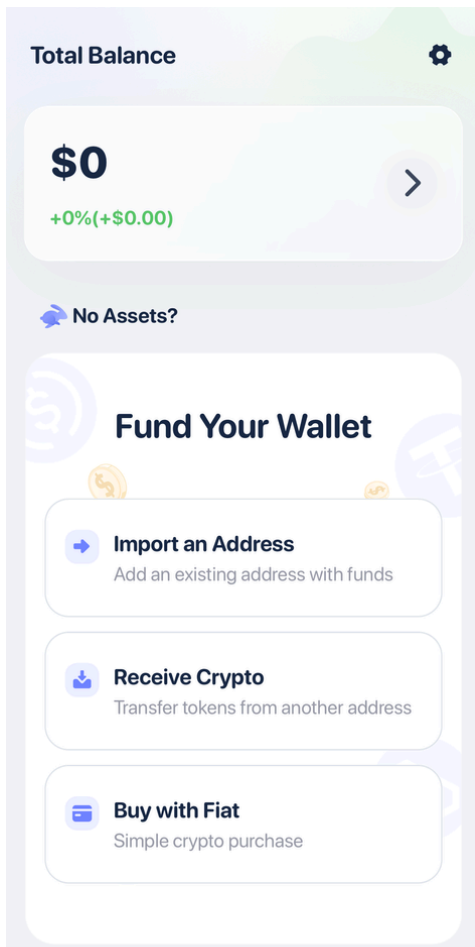 Total Balance
$0
+0%(+$0.00)
No Assets?
Fund Your Wallet
Import an Address
Add an existing address with funds
Receive Crypto
Transfer tokens from another address
Buy with Fiat
Simple crypto purchase